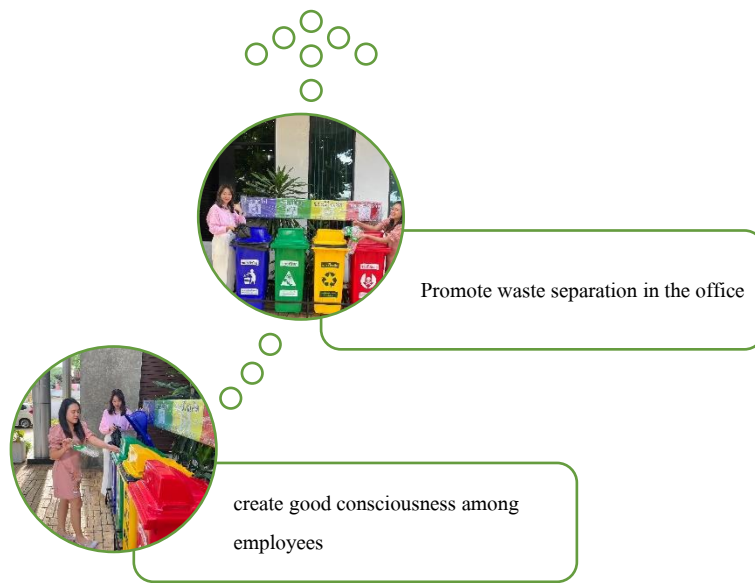 Promote waste separation in the office
create good consciousness among
employees